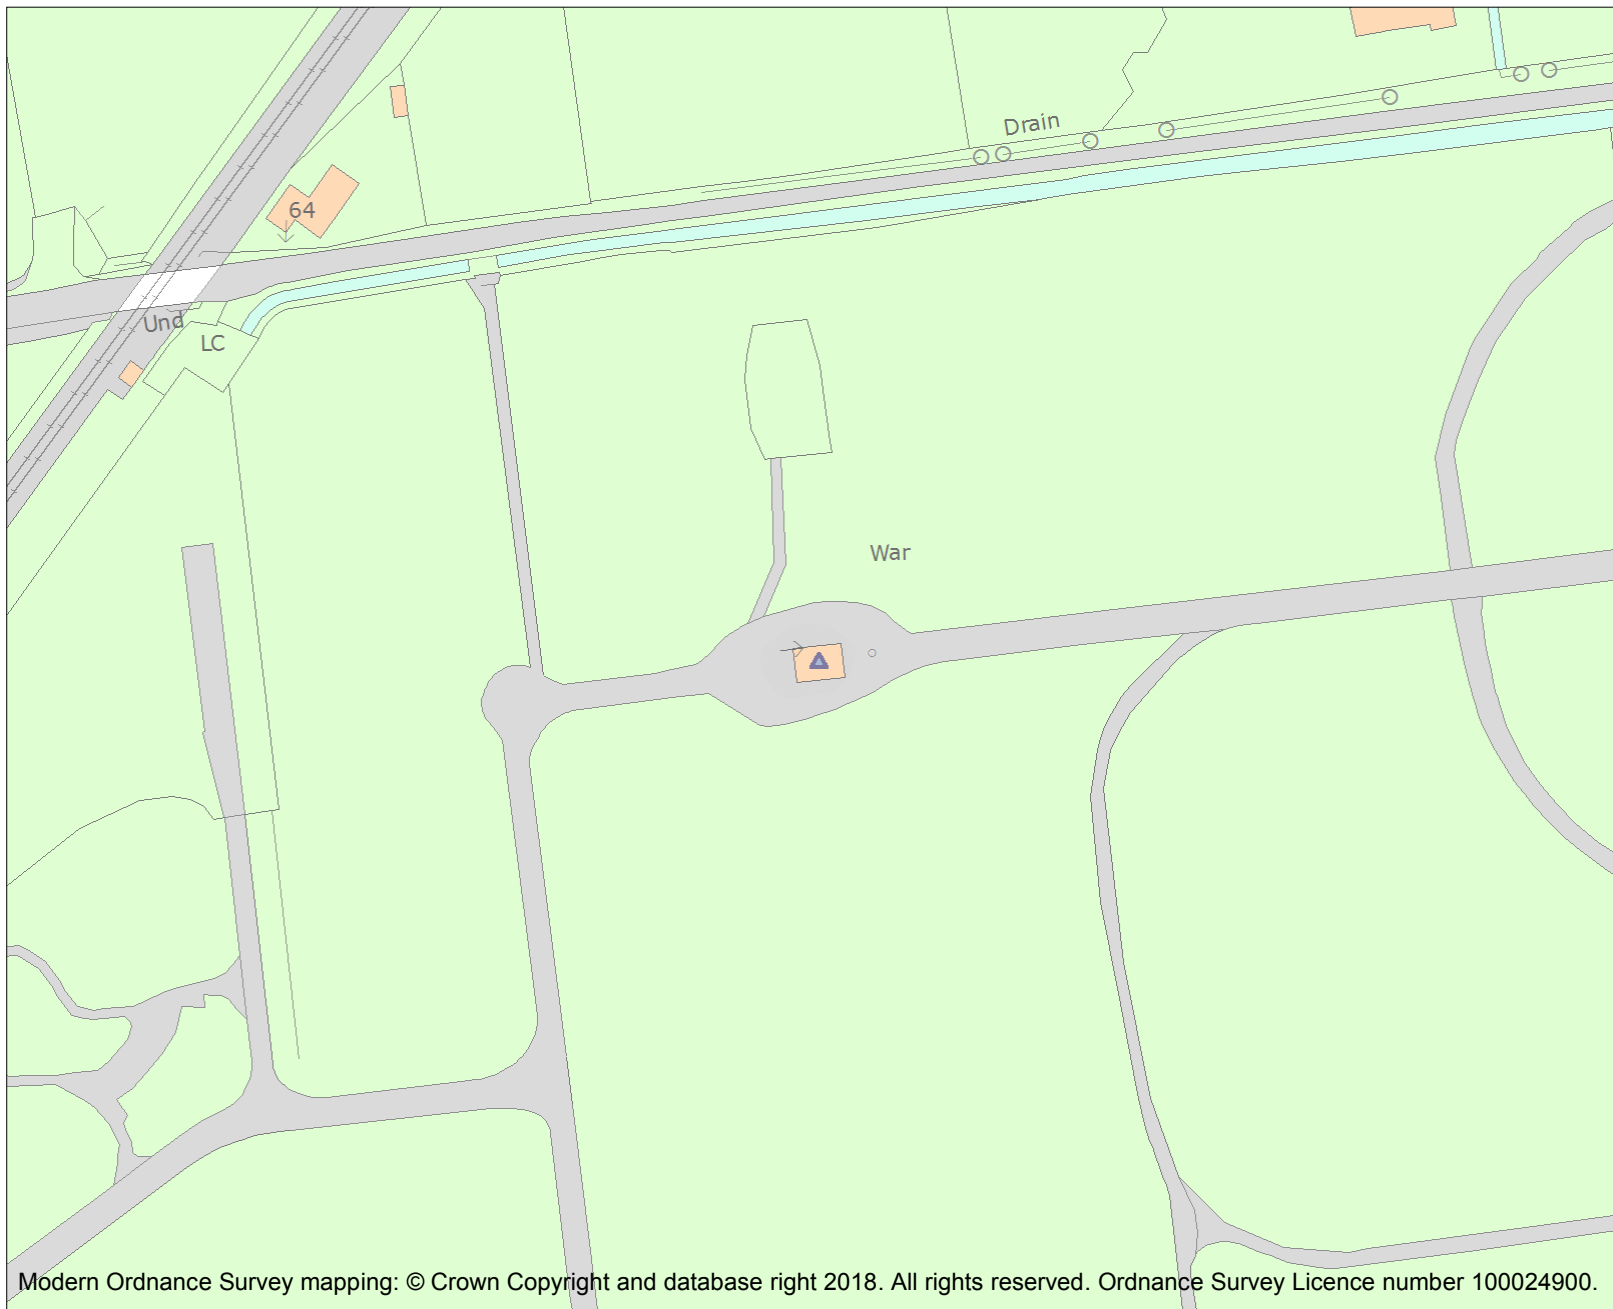 Drain
64
Und
LC
War
Modern Ordnance Survey mapping: © Crown Copyright and database right 2018. All rights reserved. Ordnance Survey Licence number 100024900.